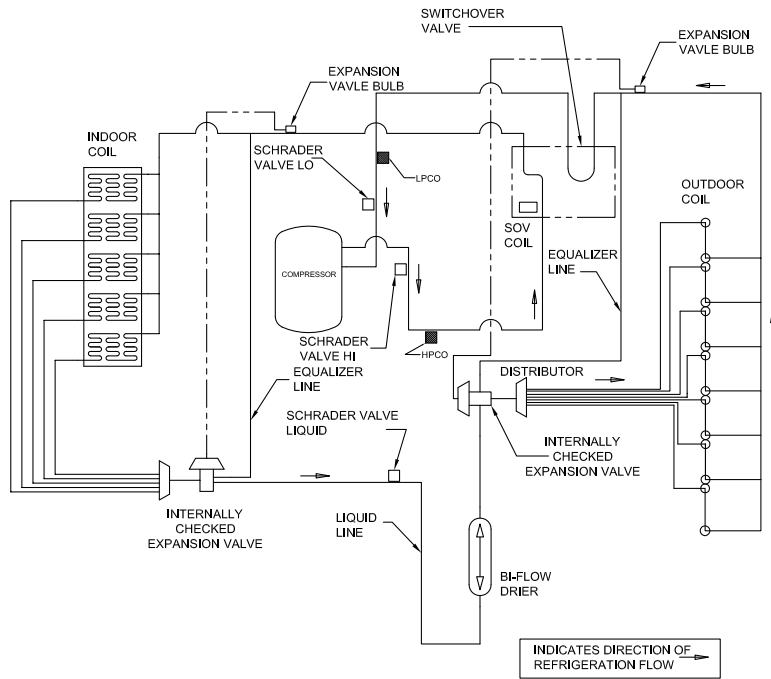 SWITCHOVER
VALVE
EXPANSION
VAVLE BULB
EXPANSION
VAVLE BULB
INDOOR
COIL
SCHRADER
VALVE LO
LPCO
OUTDOOR
COIL
SOV
COIL
EQUALIZER
LINE
COMPRESSOR
SCHRADER
VALVE HI
HPCO
EQUALIZER
LINE
DISTRIBUTOR
SCHRADER VALVE
LIQUID
INTERNALLY
CHECKED
EXPANSION VALVE
INTERNALLY
CHECKED
EXPANSION VALVE
LIQUID
LINE
BI-FLOW
DRIER
INDICATES DIRECTION OF
REFRIGERATION FLOW